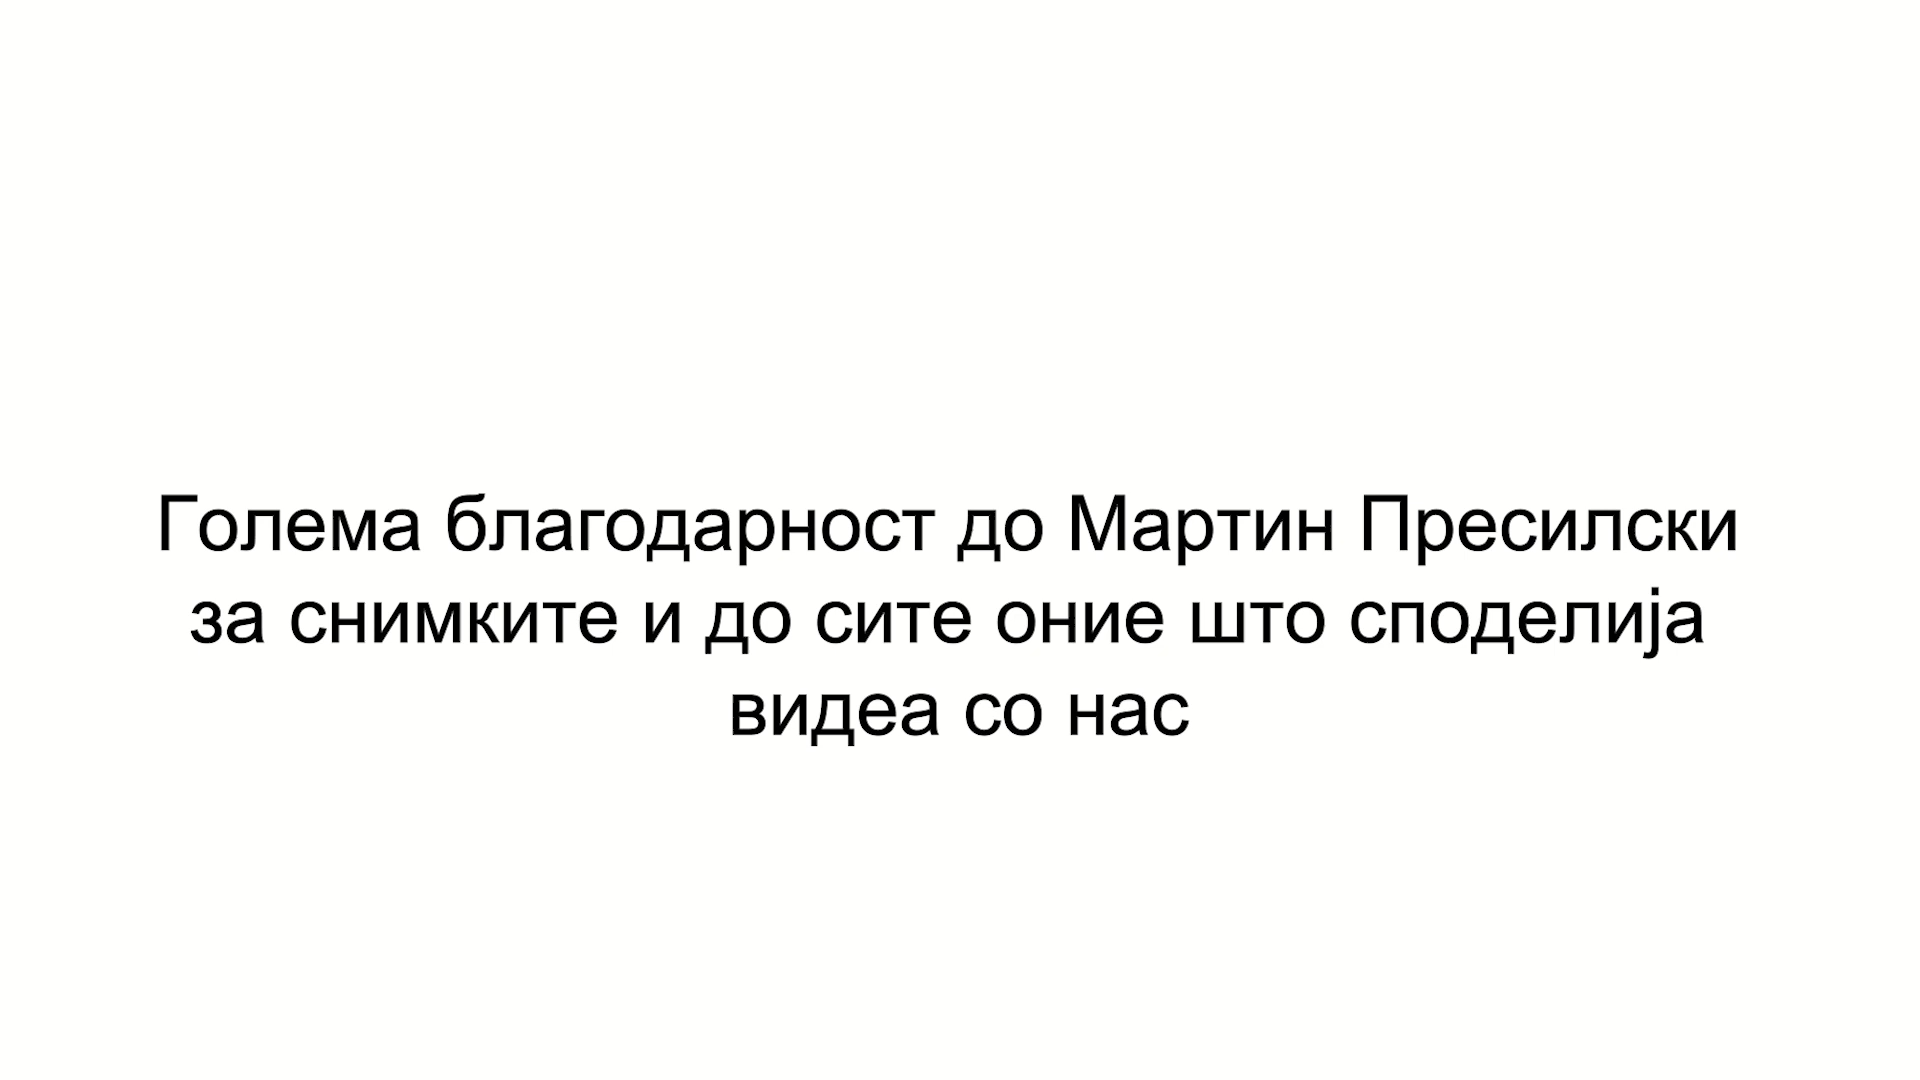 Голема благодарност до Мартин Пресилски
за снимките и до сите оние што споделија
видеа со нас